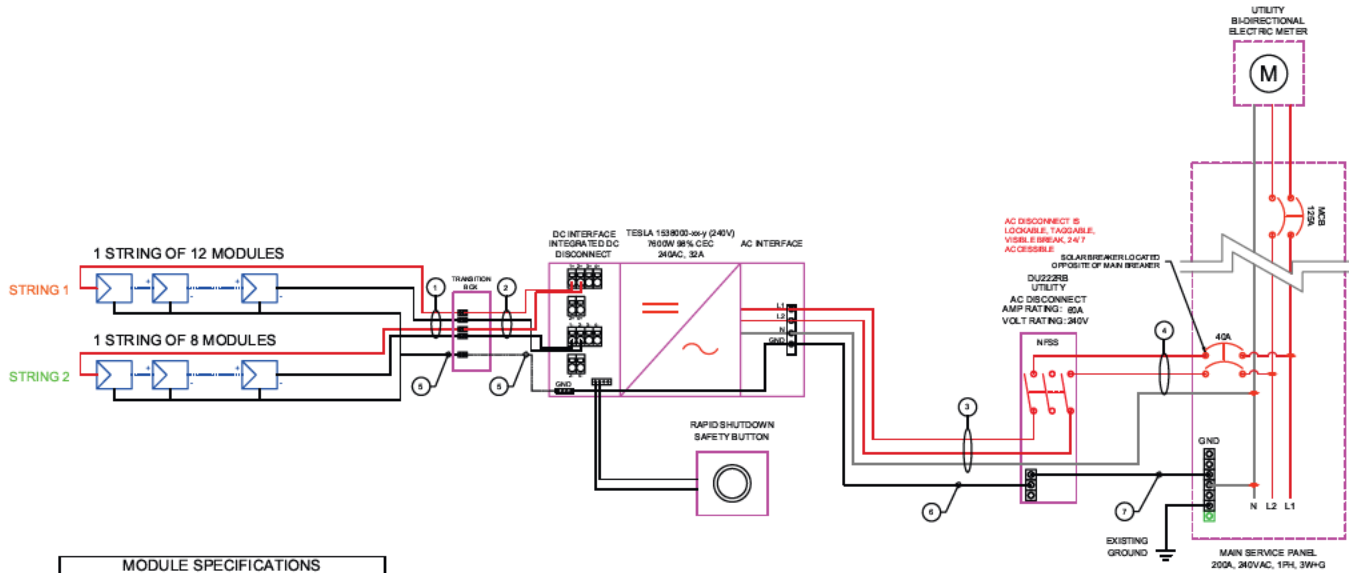 UTILITY
BI-DIRECTIONAL
ELECTRIC METER
M
MCB
125A
1 STRING OF 12 MODULES
STRING 1
1 STRING OF 8 MODULES
STRING 2
TRANSITION
BOX
1
2
5
5
DC INTERFACE
INTEGRATED DC
DISCONNECT
TESLA 1538000-xx-y (240V)
7600W 98% CEC
240AC, 32A
AC INTERFACE
L1
L2
N
GND
GND
RAPID SHUTDOWN
SAFETY BUTTON
AC DISCONNECT IS
LOCKABLE, TAGGABLE,
VISIBLE BREAK, 24/7
ACCESSIBLE
SOLAR BREAKER LOCATED
OPPOSITE OF MAIN BREAKER
DU222RB
UTILITY
AC DISCONNECT
AMP RATING: 60A
VOLT RATING: 240V
NFSS
3
4
40A
6
7
GND
N L2 L1
EXISTING
GROUND
MAIN SERVICE PANEL
200A, 240VAC, 1PH, 3W+G
MODULE SPECIFICATIONS